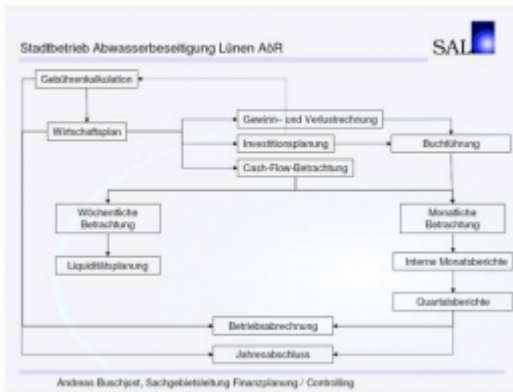 Stadtbetrieb Abwasserbeseitigung Lünen AöR
SAL
Gebührenkalkulation
Wirtschaftsplan
Gewinn- und Verlustrechnung
Investitionsplanung
Cash-Flow-Betrachtung
Buchführung
Wöchentliche
Betrachtung
Monatliche
Betrachtung
Liquiditätsplanung
Interne Monatsberichte
Quartalsberichte
Betriebsabrechnung
Jahresabschluss
Andreas Buschjost, Sachgebietsleitung Finanzplanung / Controlling